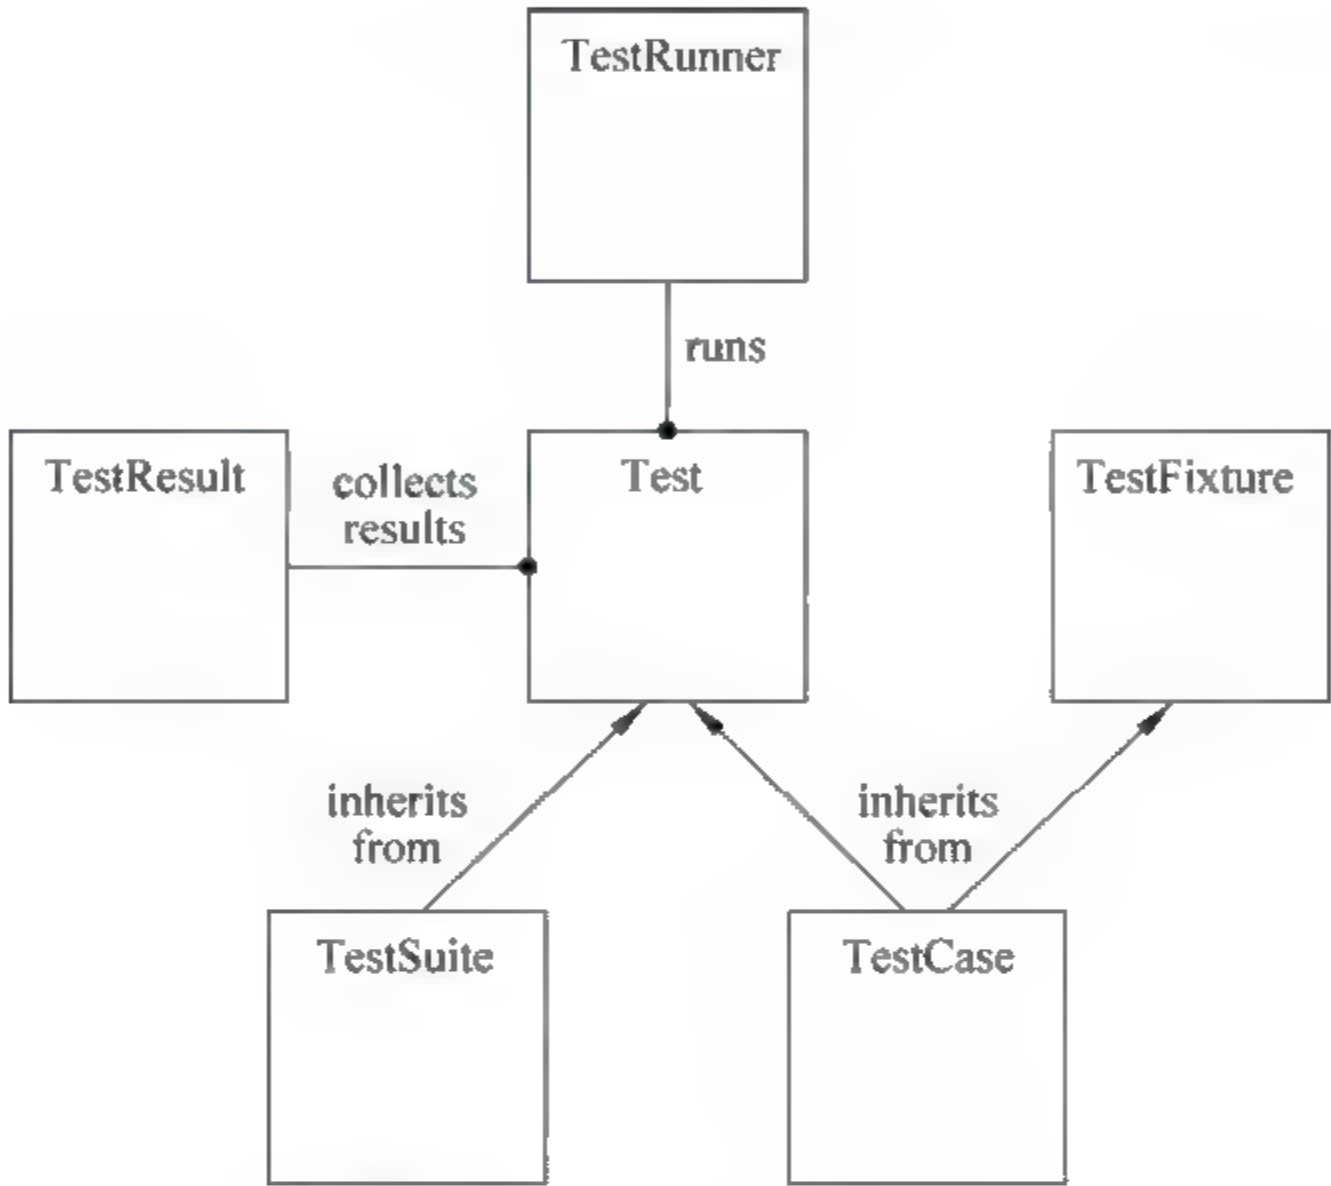 TestRunner
runs
TestResult
collects
results
Test
TestFixture
inherits
from
inherits
from
TestSuite
TestCase